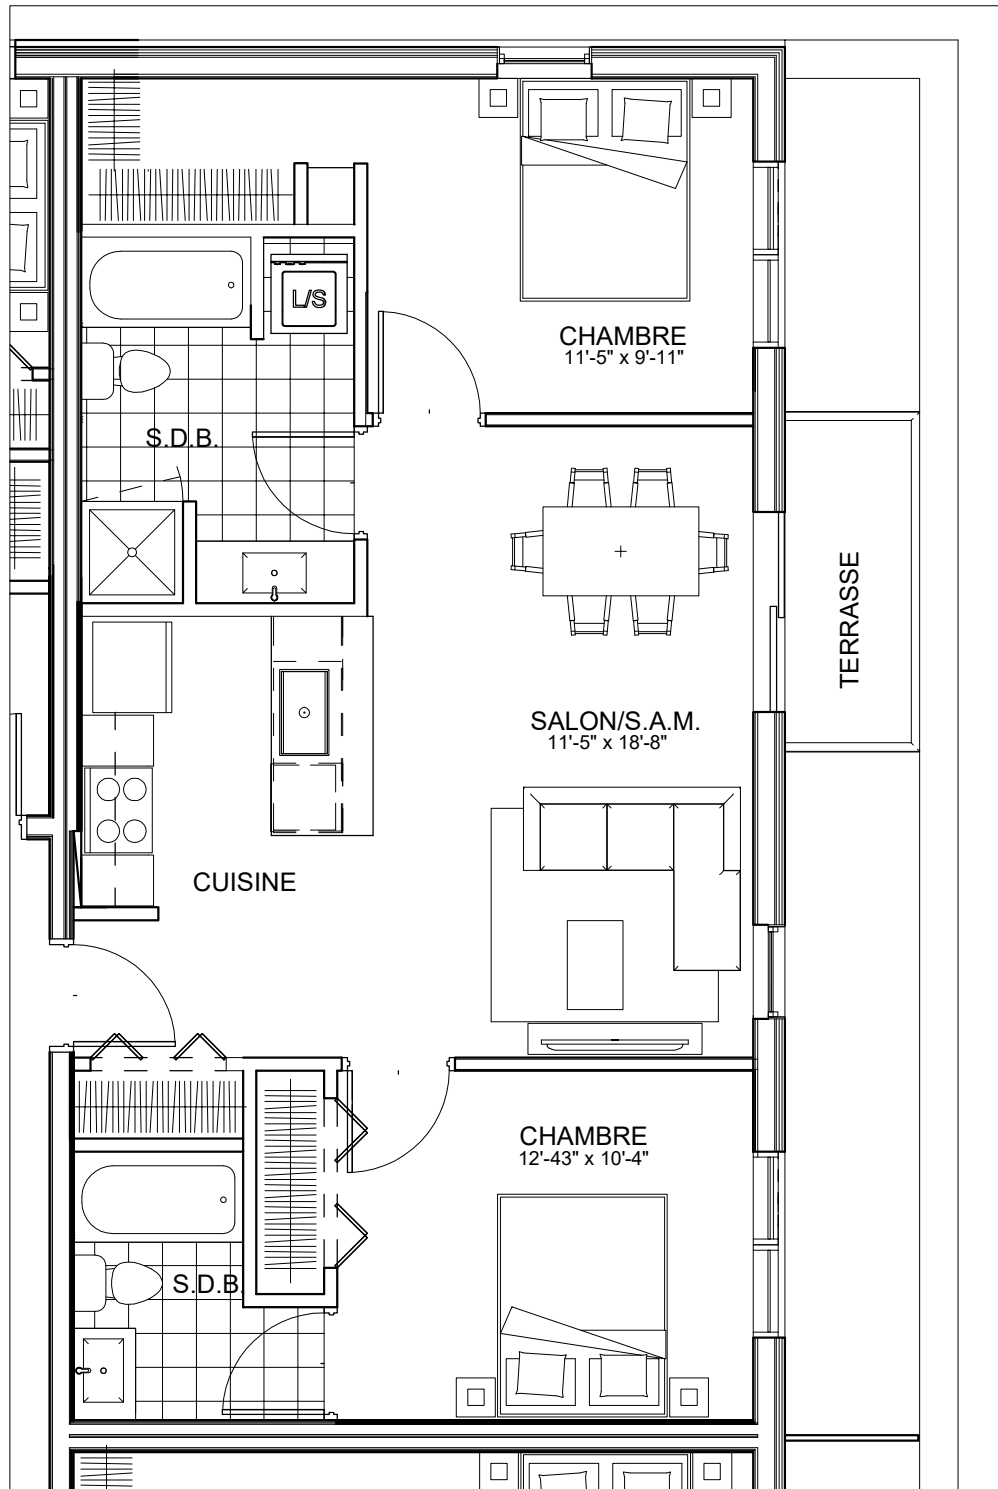 L/S
CHAMBRE
11'-5" x 9'-11"
S.D.B.
TERRASSE
SALON/S.A.M.
11'-5" x 18'-8"
CUISINE
CHAMBRE
12'-43" x 10'-4"
S.D.B.